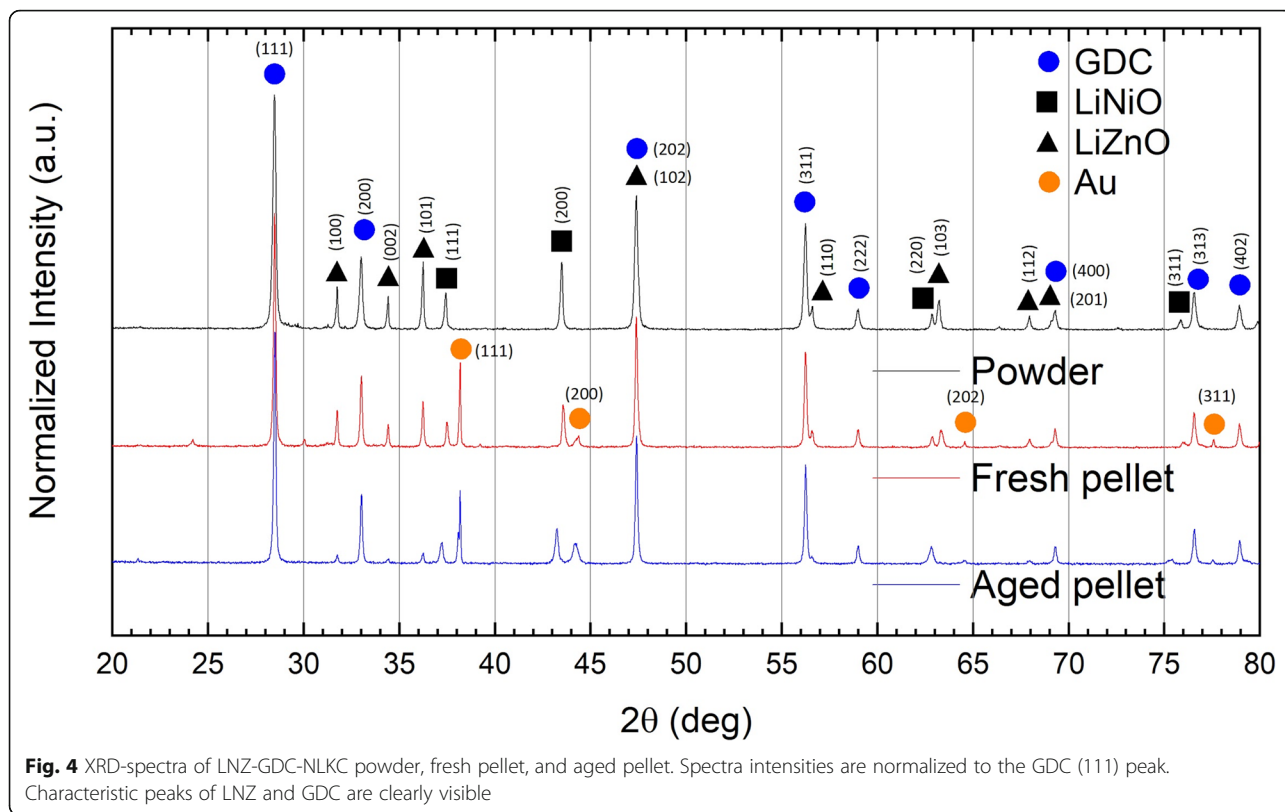 (111)
(100)
(200)
(002)
(101)
(111)
(200)
(202)
(102)
(311)
(110)
(222)
(220)
(103)
(112)
(400)
(201)
(311)
(313)
(402)
GDC
LiNiO
LiZnO
Au
(111)
(200)
(202)
(311)
Powder
Fresh pellet
Aged pellet
Normalized Intensity (a.u.)
20 25 30 35 40 45 50 55 60 65 70 75 80
2θ (deg)
Fig. 4 XRD-spectra of LNZ-GDC-NLKC powder, fresh pellet, and aged pellet. Spectra intensities are normalized to the GDC (111) peak.
Characteristic peaks of LNZ and GDC are clearly visible